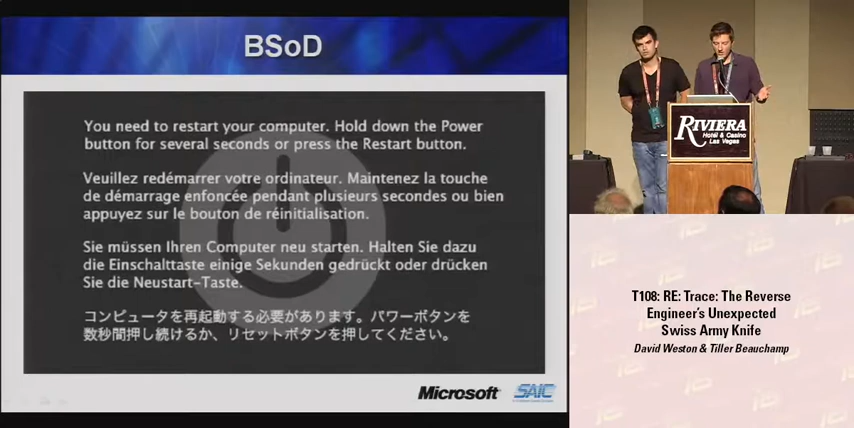 BSoD
You need to restart your computer. Hold down the Power
button for several seconds or press the Restart button.
Veuillez redémarrer votre ordinateur. Maintenez la touche
de démarrage enfoncée pendant plusieurs secondes ou bien
appuyez sur le bouton de réinitialisation.
Sie müssen Ihren Computer neu starten. Halten Sie dazu
die Einschalttaste einige Sekunden gedrückt oder drücken
Sie die Neustart-Taste.
コンピュータを再起動する必要があります。パワーボタンを
数秒間押し続けるか、リセットボタンを押してください。
Microsoft
SAIC
RIVIERA
Hotel & Casino
Las Vegas
T108: RE: Trace: The Reverse
Engineer's Unexpected
Swiss Army Knife
David Weston & Tiller Beauchamp